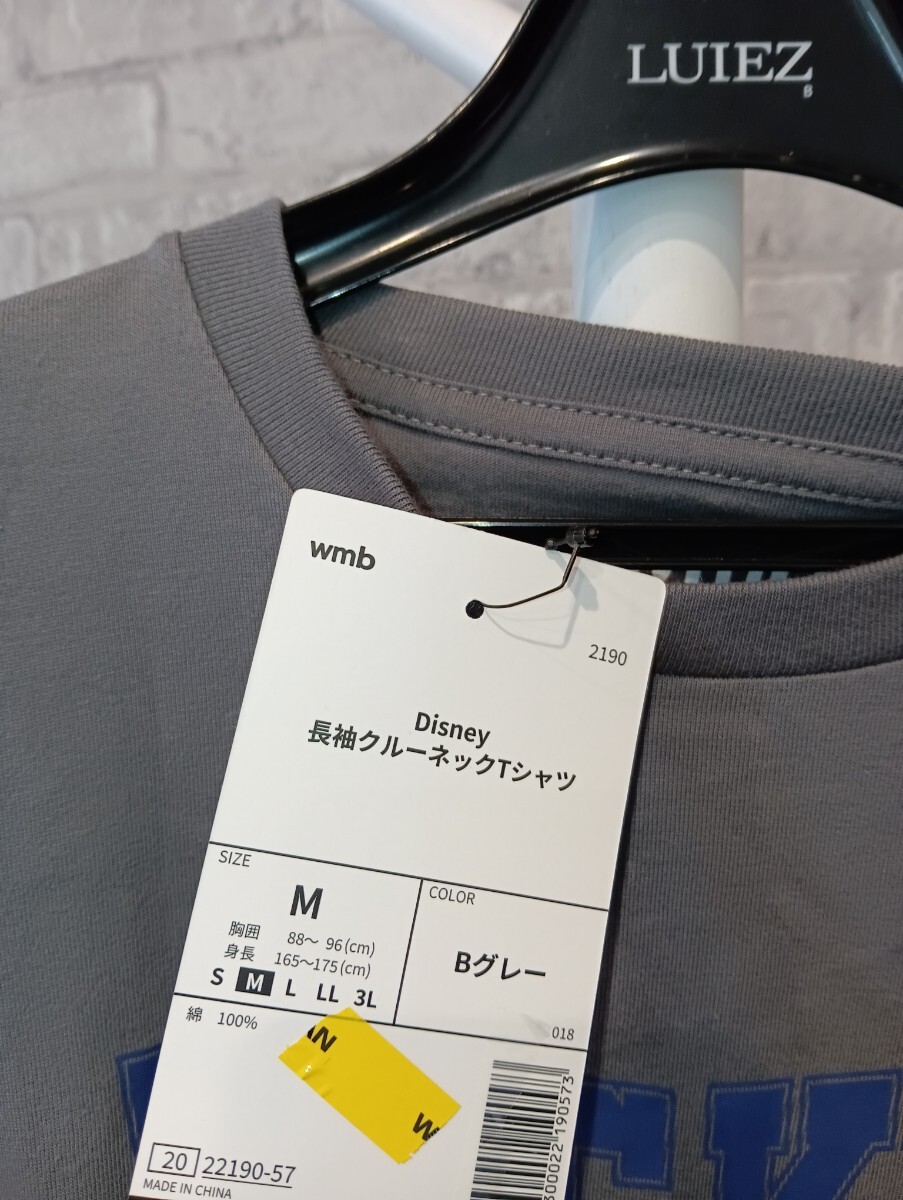 LUIEZ
B
wmb
2190
Disney
長袖クルーネックTシャツ
SIZE
M
胸囲 88～ 96(cm)
身長 165～175(cm)
S M L LL 3L
COLOR
Bグレー
018
綿 100%
20 22190-57
MADE IN CHINA
300022 190573